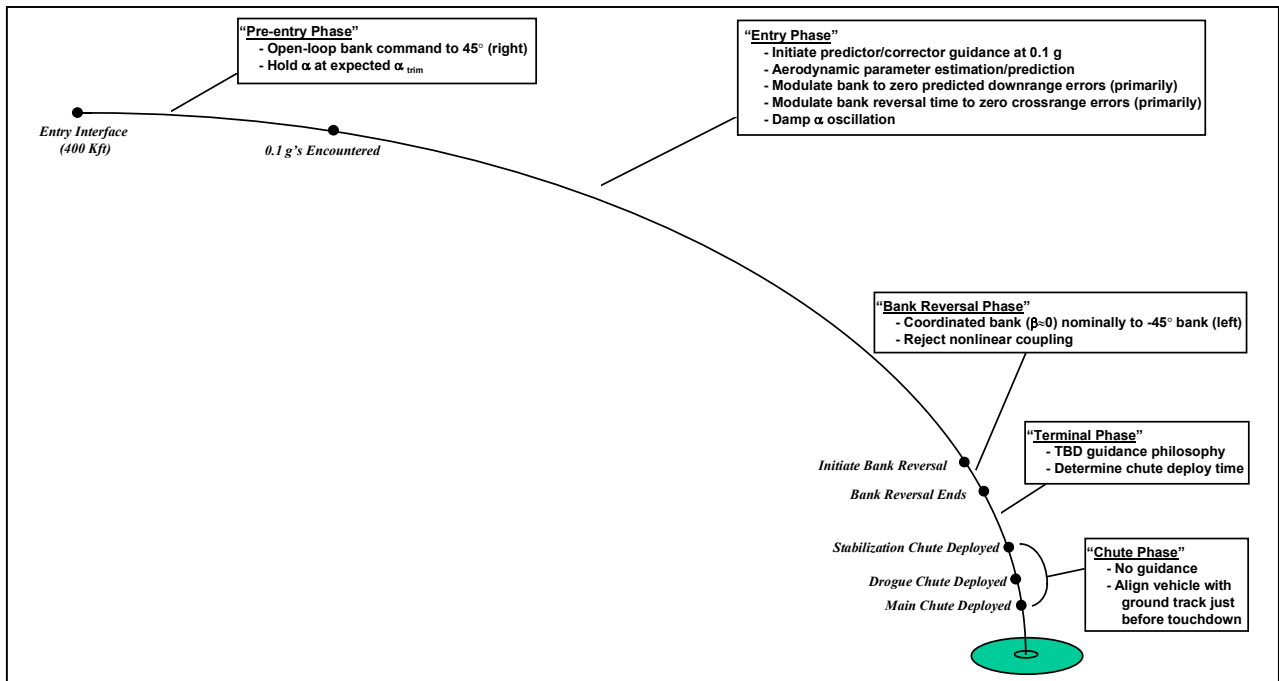 “Pre-entry Phase”
- Open-loop bank command to 45° (right)
- Hold α at expected α trim
Entry Interface
(400 Kft)
0.1 g's Encountered
“Entry Phase”
- Initiate predictor/corrector guidance at 0.1 g
- Aerodynamic parameter estimation/prediction
- Modulate bank to zero predicted downrange errors (primarily)
- Modulate bank reversal time to zero crossrange errors (primarily)
- Damp α oscillation
“Bank Reversal Phase”
- Coordinated bank (β≈0) nominally to -45° bank (left)
- Reject nonlinear coupling
Initiate Bank Reversal
Bank Reversal Ends
“Terminal Phase”
- TBD guidance philosophy
- Determine chute deploy time
Stabilization Chute Deployed
Drogue Chute Deployed
Main Chute Deployed
“Chute Phase”
- No guidance
- Align vehicle with
ground track just
before touchdown